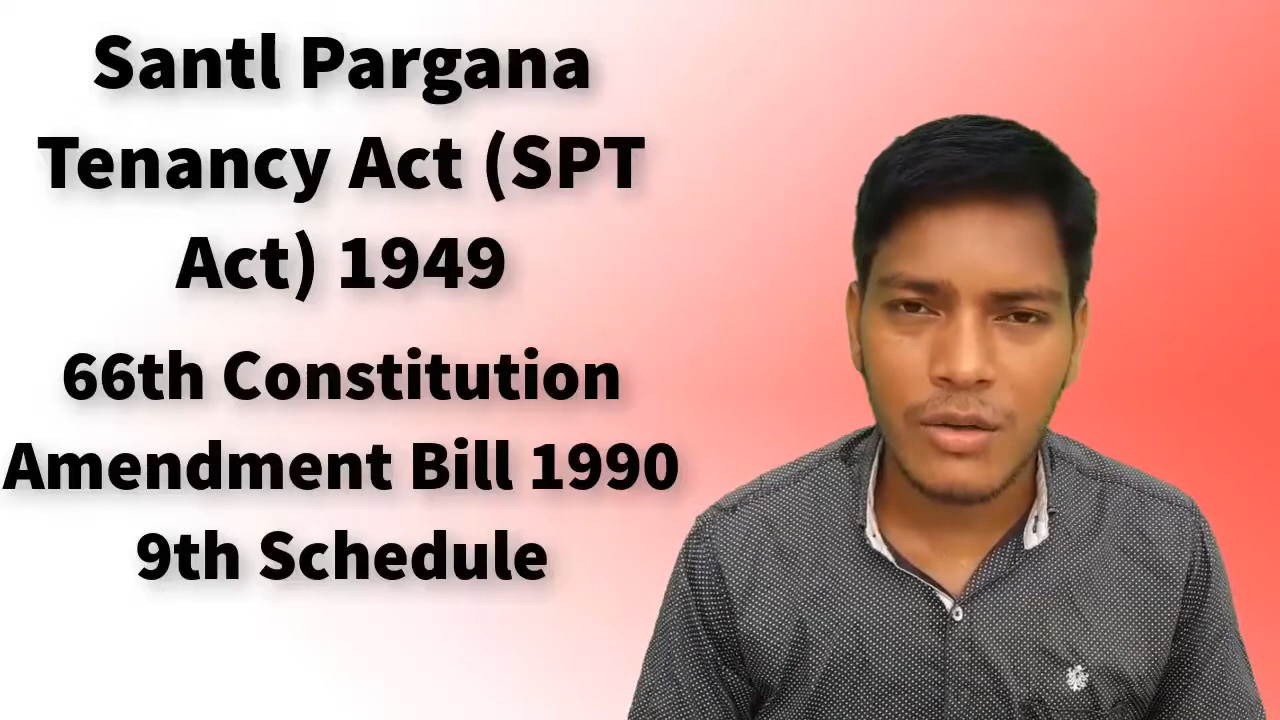 Santl Pargana
Tenancy Act (SPT
Act) 1949
66th Constitution
Amendment Bill 1990
9th Schedule